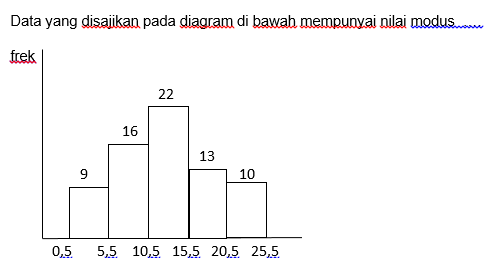 Data yang disajikan pada diagram di bawah mempunyai nilai modus ......
frek
22
16
13
9
10
0,5 5,5 10,5 15,5 20,5 25,5